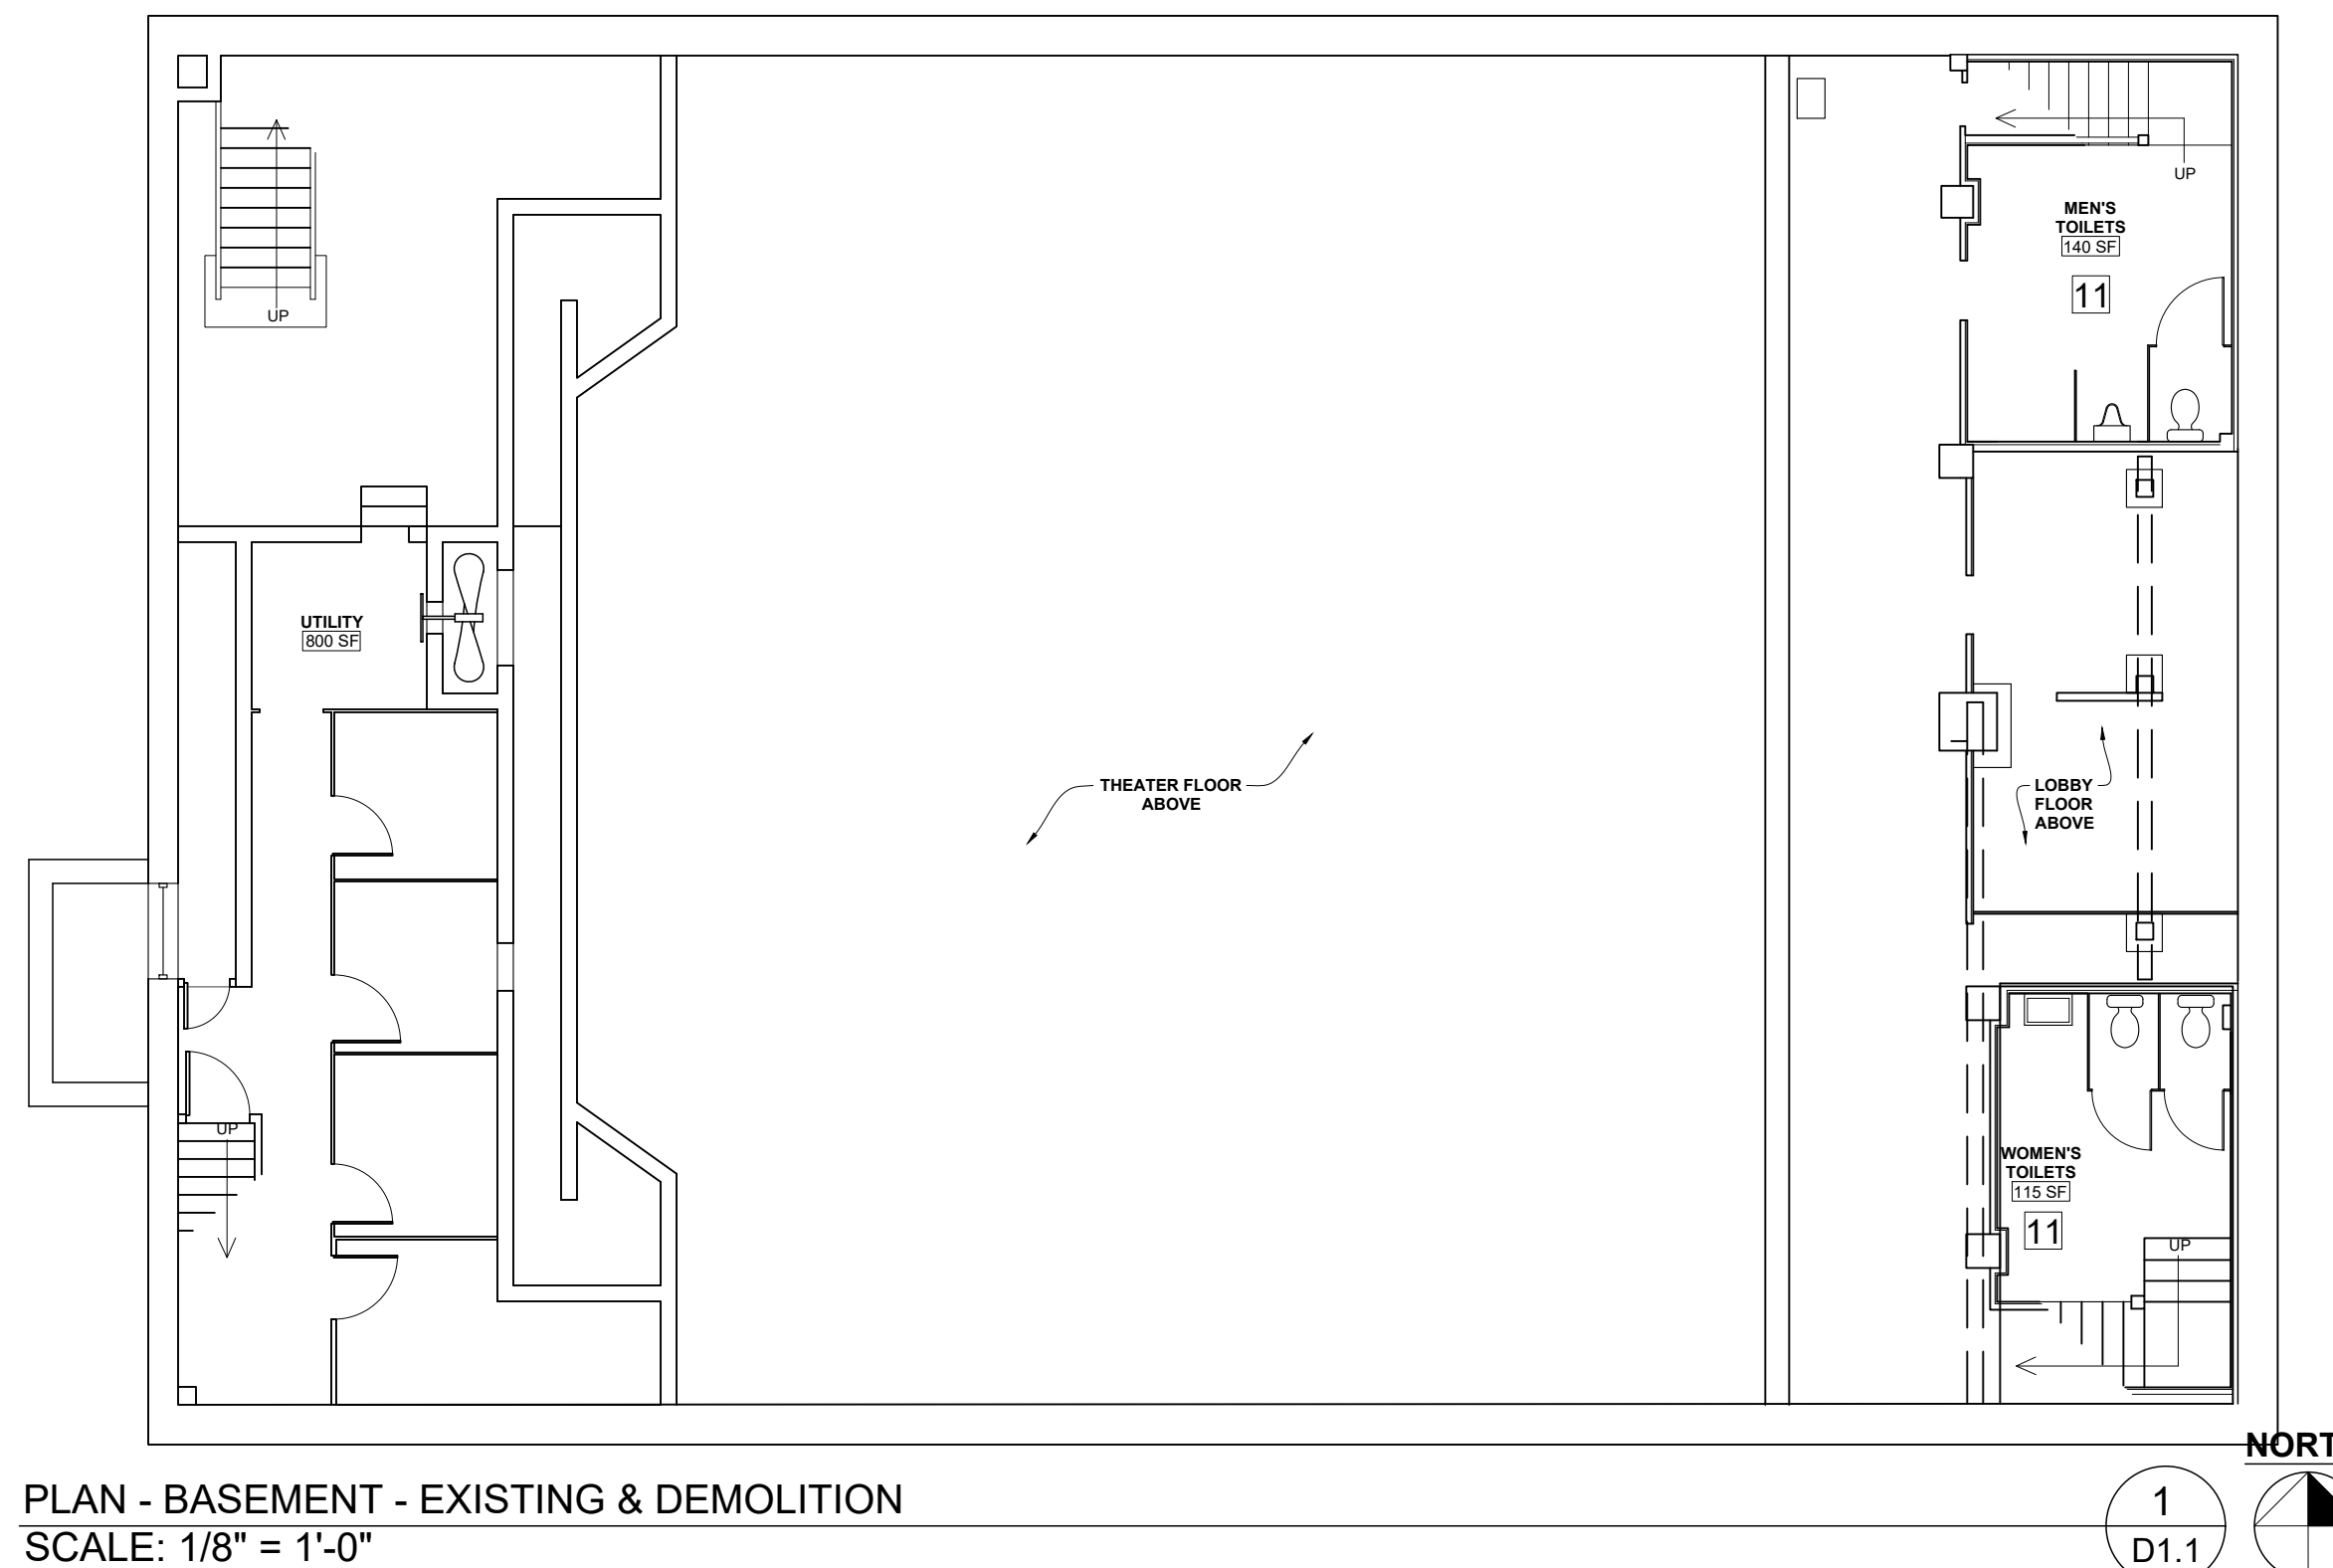 UP
UP
MEN'S
TOILETS
140 SF
11
UTILITY
800 SF
THEATER FLOOR
ABOVE
LOBBY
FLOOR
ABOVE
UP
WOMEN'S
TOILETS
115 SF
11
UP
NORT
PLAN - BASEMENT - EXISTING & DEMOLITION
SCALE: 1/8" = 1'-0"
1
D1.1